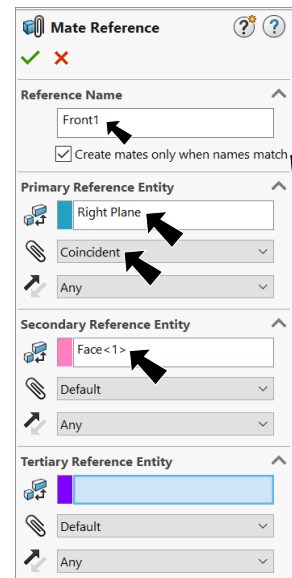 Mate Reference
Reference Name
Front1
Create mates only when names match
Primary Reference Entity
Right Plane
Coincident
Any
Secondary Reference Entity
Face<1>
Default
Any
Tertiary Reference Entity
Default
Any